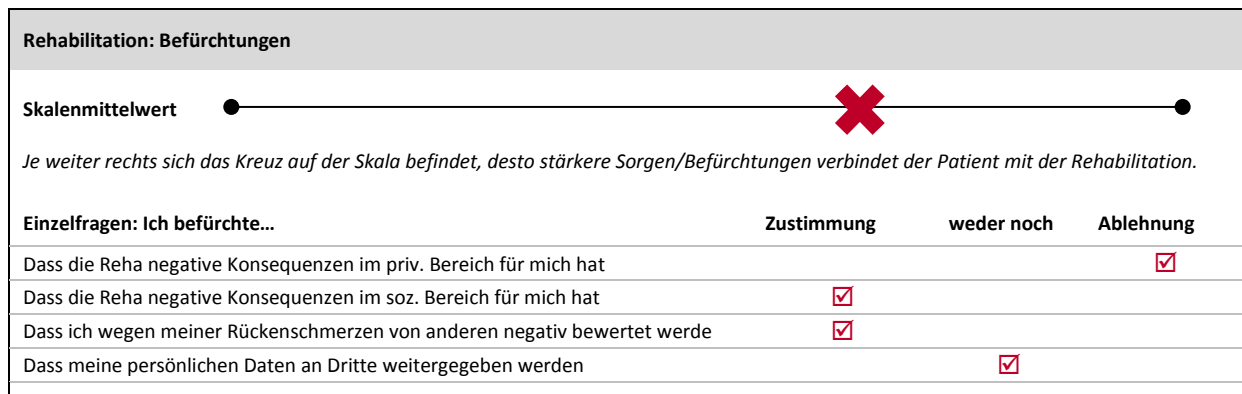 Rehabilitation: Befürchtungen
Skalenmittelwert
Je weiter rechts sich das Kreuz auf der Skala befindet, desto stärkere Sorgen/Befürchtungen verbindet der Patient mit der Rehabilitation.
Einzelfragen: Ich befürchte… Zustimmung weder noch Ablehnung
Dass die Reha negative Konsequenzen im priv. Bereich für mich hat
Dass die Reha negative Konsequenzen im soz. Bereich für mich hat
Dass ich wegen meiner Rückenschmerzen von anderen negativ bewertet werde
Dass meine persönlichen Daten an Dritte weitergegeben werden